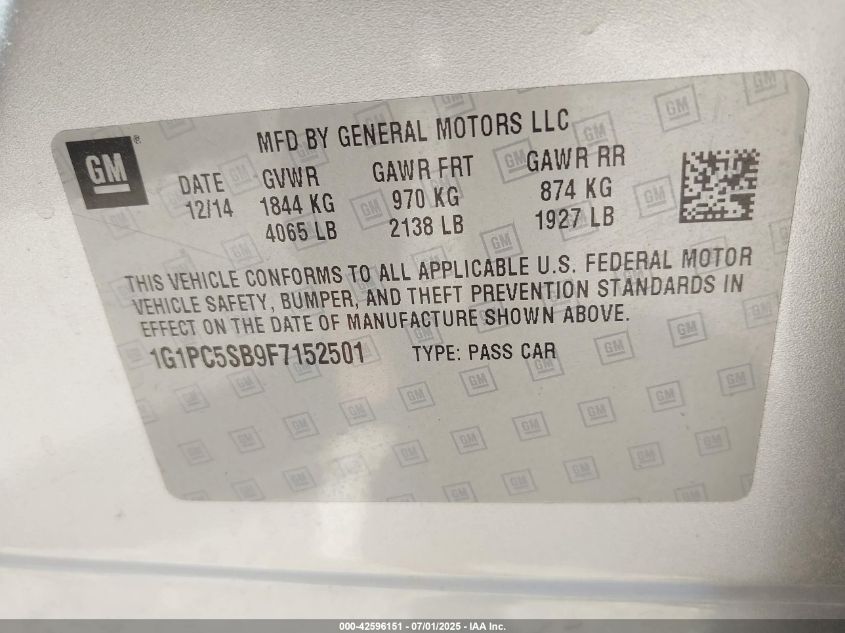 GM®
MFD BY GENERAL MOTORS LLC
DATE GVWR GAWR FRT GAWR RR
12/14 1844 KG 970 KG 874 KG
4065 LB 2138 LB 1927 LB
THIS VEHICLE CONFORMS TO ALL APPLICABLE U.S. FEDERAL MOTOR
VEHICLE SAFETY, BUMPER, AND THEFT PREVENTION STANDARDS IN
EFFECT ON THE DATE OF MANUFACTURE SHOWN ABOVE.
1G1PC5SB9F7152501 TYPE: PASS CAR
000-42596151 - 07/01/2025 - IAA Inc.